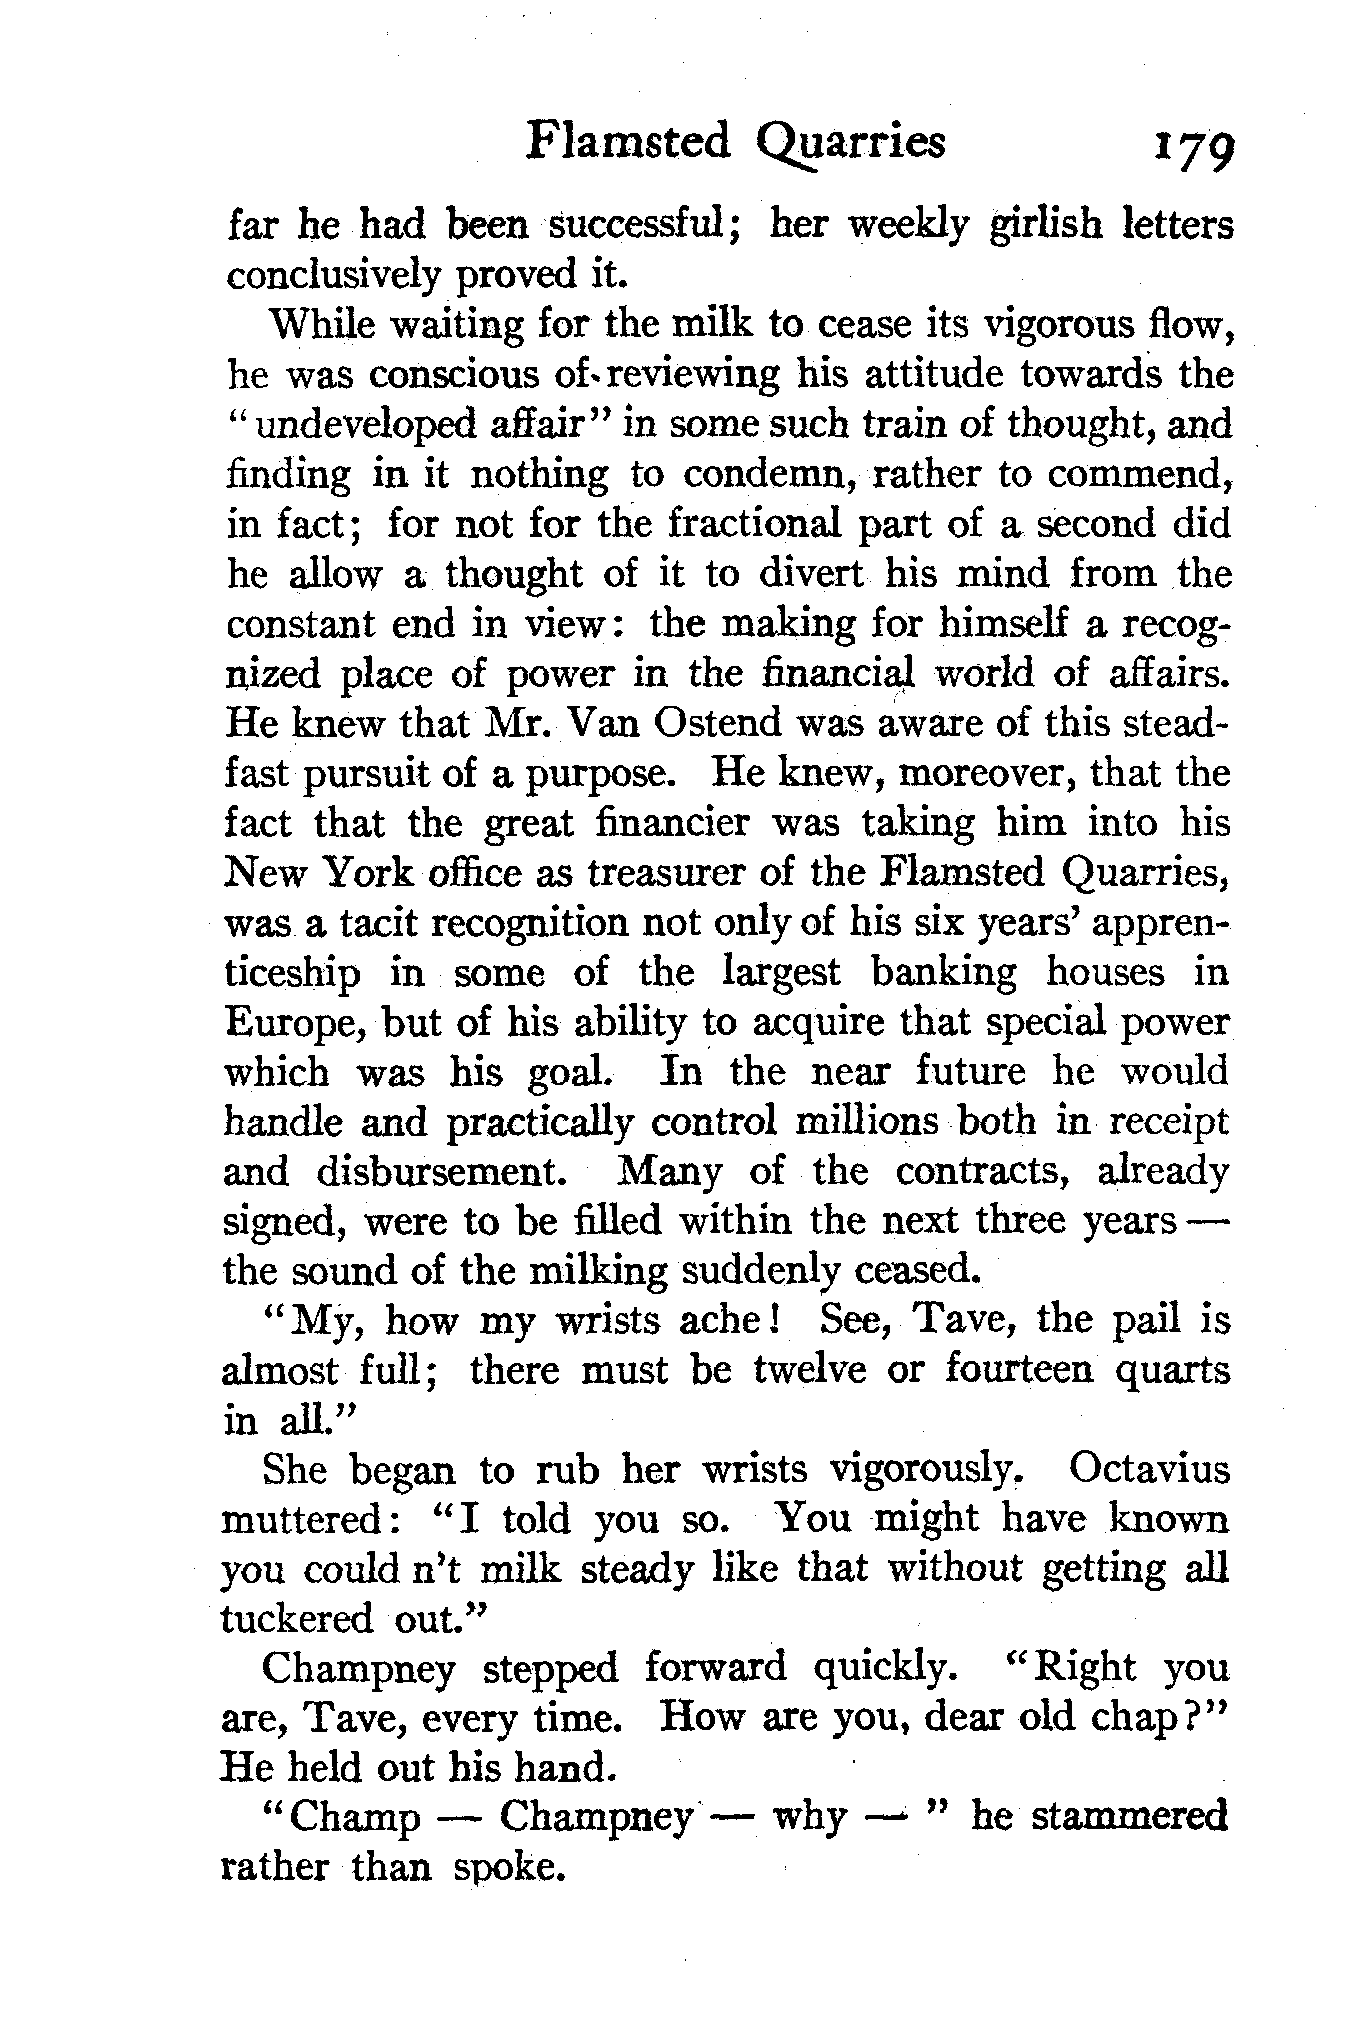 Flamsted Quarries 179
far he had been successful; her weekly girlish letters
conclusively proved it.
While waiting for the milk to cease its vigorous flow,
he was conscious of reviewing his attitude towards the
"undeveloped affair" in some such train of thought, and
finding in it nothing to condemn, rather to commend,
in fact; for not for the fractional part of a second did
he allow a thought of it to divert his mind from the
constant end in view: the making for himself a recog-
nized place of power in the financial world of affairs.
He knew that Mr. Van Ostend was aware of this stead-
fast pursuit of a purpose. He knew, moreover, that the
fact that the great financier was taking him into his
New York office as treasurer of the Flamsted Quarries,
was a tacit recognition not only of his six years' appren-
ticeship in some of the largest banking houses in
Europe, but of his ability to acquire that special power
which was his goal. In the near future he would
handle and practically control millions both in receipt
and disbursement. Many of the contracts, already
signed, were to be filled within the next three years —
the sound of the milking suddenly ceased.
"My, how my wrists ache! See, Tave, the pail is
almost full; there must be twelve or fourteen quarts
in all."
She began to rub her wrists vigorously. Octavius
muttered: "I told you so. You might have known
you could n't milk steady like that without getting all
tuckered out."
Champney stepped forward quickly. "Right you
are, Tave, every time. How are you, dear old chap?"
He held out his hand.
"Champ — Champney — why — " he stammered
rather than spoke.